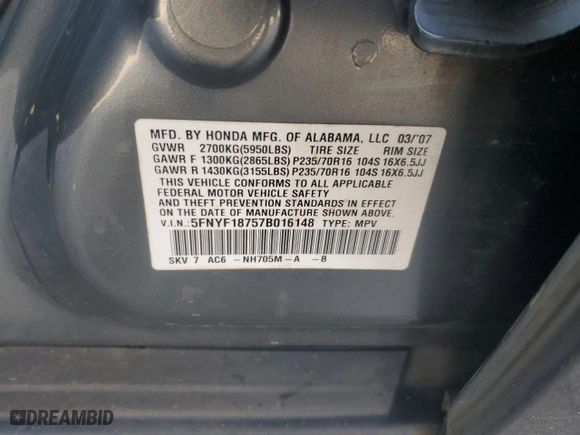 MFD. BY HONDA MFG. OF ALABAMA, LLC 03/'07
GVWR 2700KG(5950LBS) TIRE SIZE RIM SIZE
GAWR F 1300KG(2865LBS) P235/70R16 104S 16X6.5JJ
GAWR R 1430KG(3155LBS) P235/70R16 104S 16X6.5JJ
THIS VEHICLE CONFORMS TO ALL APPLICABLE
FEDERAL MOTOR VEHICLE SAFETY
AND THEFT PREVENTION STANDARDS IN EFFECT
ON THE DATE OF MANUFACTURE SHOWN ABOVE.
V.I.N.: 5FNYF18757B016148 TYPE: MPV
SKV 7 AC6 -NH705M-A -B
DREAMBID